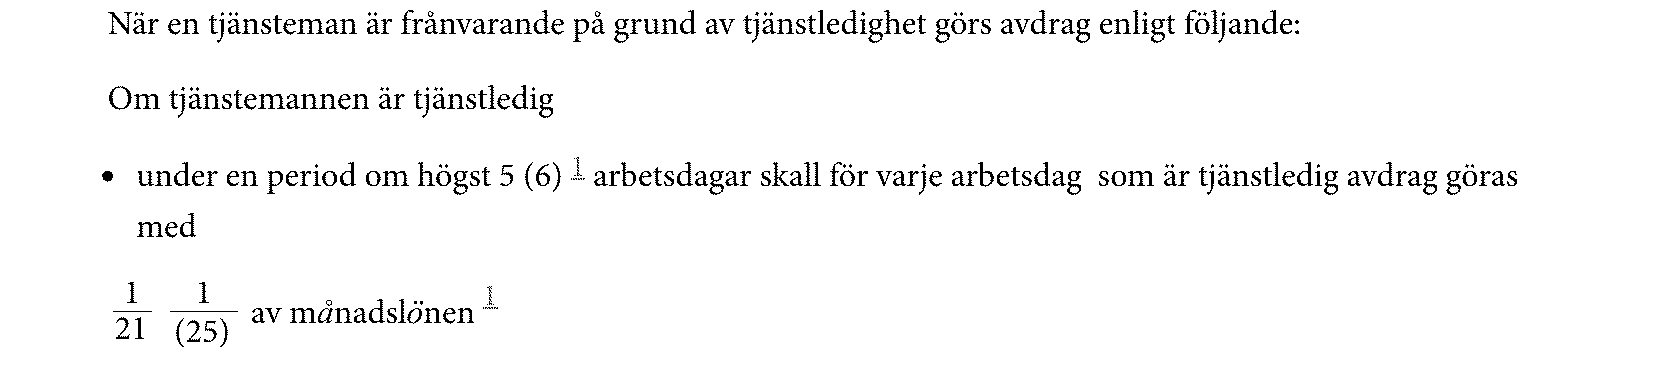 När en tjänsteman är frånvarande på grund av tjänstledighet görs avdrag enligt följande:
Om tjänstemannen är tjänstledig
• under en period om högst 5 (6) 1 arbetsdagar skall för varje arbetsdag som är tjänstledig avdrag göras
med
1/21 1/(25) av månadslönen 1